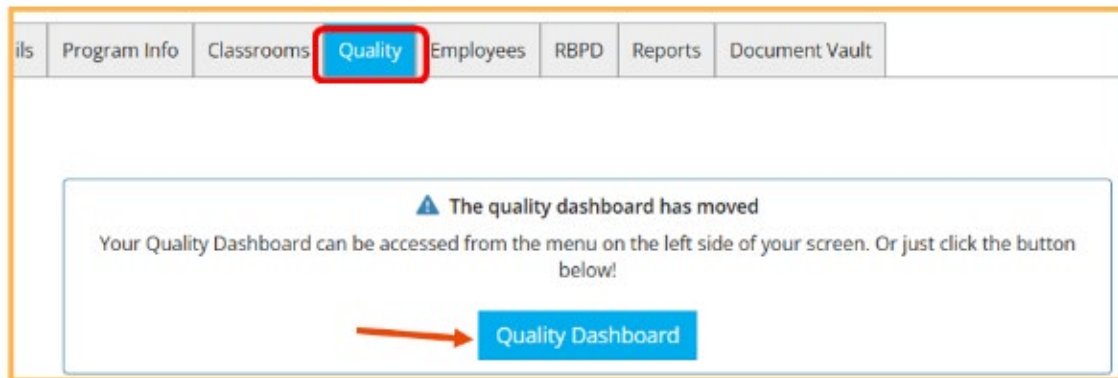 ils Program Info Classrooms Quality Employees RBPD Reports Document Vault
The quality dashboard has moved
Your Quality Dashboard can be accessed from the menu on the left side of your screen. Or just click the button
below!
Quality Dashboard